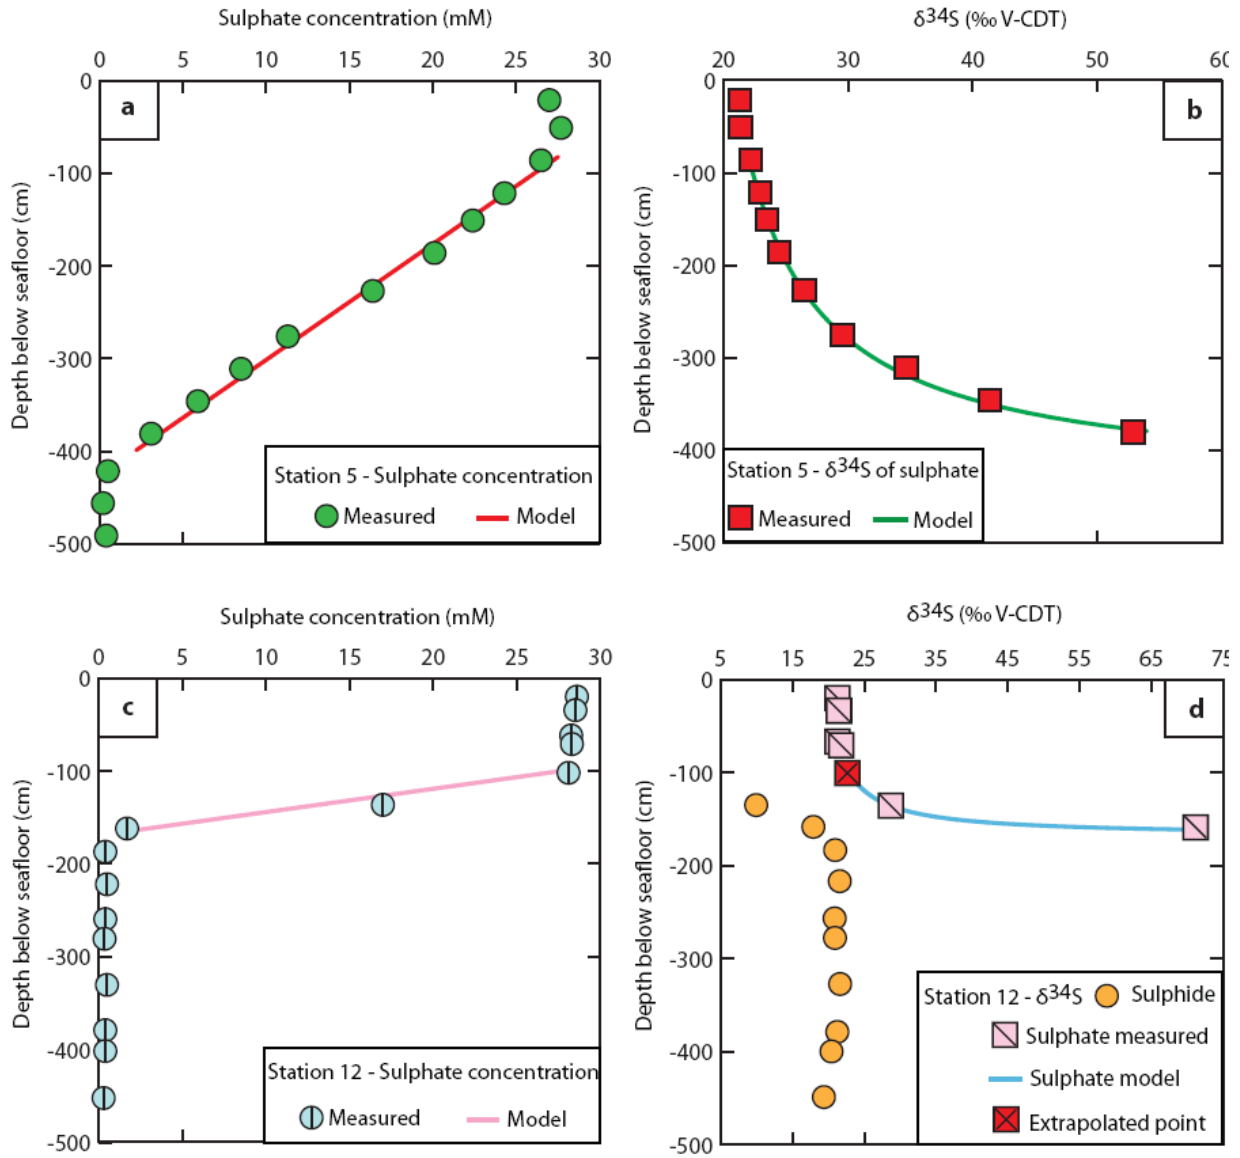 Sulphate concentration (mM)
0 5 10 15 20 25 30
0
-100
-200
-300
-400
-500
Depth below seafloor (cm)
a
Station 5 - Sulphate concentration
Measured Model
δ34S (‰ V-CDT)
20 30 40 50 60
0
-100
-200
-300
-400
-500
Depth below seafloor (cm)
b
Station 5 - δ34S of sulphate
Measured Model
Sulphate concentration (mM)
0 5 10 15 20 25 30
0
-100
-200
-300
-400
-500
Depth below seafloor (cm)
c
Station 12 - Sulphate concentration
Measured Model
δ34S (‰ V-CDT)
5 15 25 35 45 55 65 75
0
-100
-200
-300
-400
-500
Depth below seafloor (cm)
d
Station 12 - δ34S Sulphide
Sulphate measured
Sulphate model
Extrapolated point